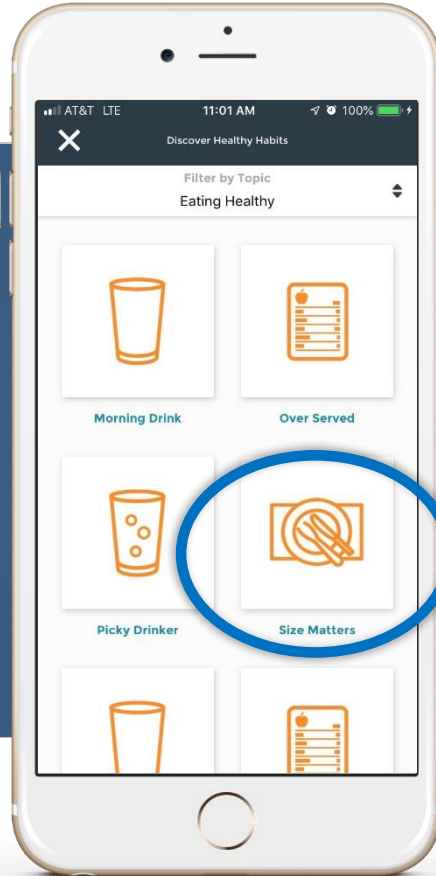 AT&T LTE 11:01 AM 100%
Discover Healthy Habits
Filter by Topic
Eating Healthy
Morning Drink
Over Served
Picky Drinker
Size Matters